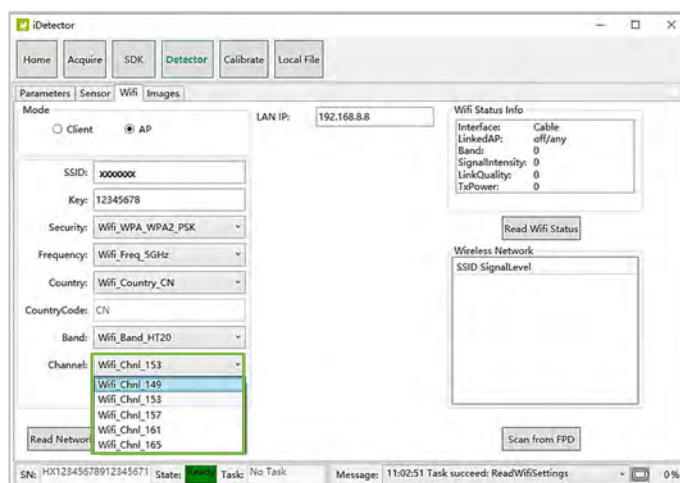 iDetector
Home Acquire SDK Detector Calibrate Local File
Parameters Sensor Wifi Images
Mode
Client AP
LAN IP: 192.168.8.8
SSID: xxxxxxx
Key: 12345678
Security: Wifi_WPA_WPA2_PSK
Frequency: Wifi_Freq_5GHz
Country: Wifi_Country_CN
CountryCode: CN
Band: Wifi_Band_HT20
Channel: Wifi_Chnl_153
Wifi_Chnl_149
Wifi_Chnl_153
Wifi_Chnl_157
Wifi_Chnl_161
Wifi_Chnl_165
Read Networ
Wifi Status Info
Interface: Cable
LinkedAP: off/any
Band: 0
SignalIntensity: 0
LinkQuality: 0
TxPower: 0
Read Wifi Status
Wireless Network
SSID SignalLevel
Scan from FPD
SN: HX12345678912345671 State: Ready Task: No Task Message: 11:02:51 Task succeed: ReadWifiSettings 0%